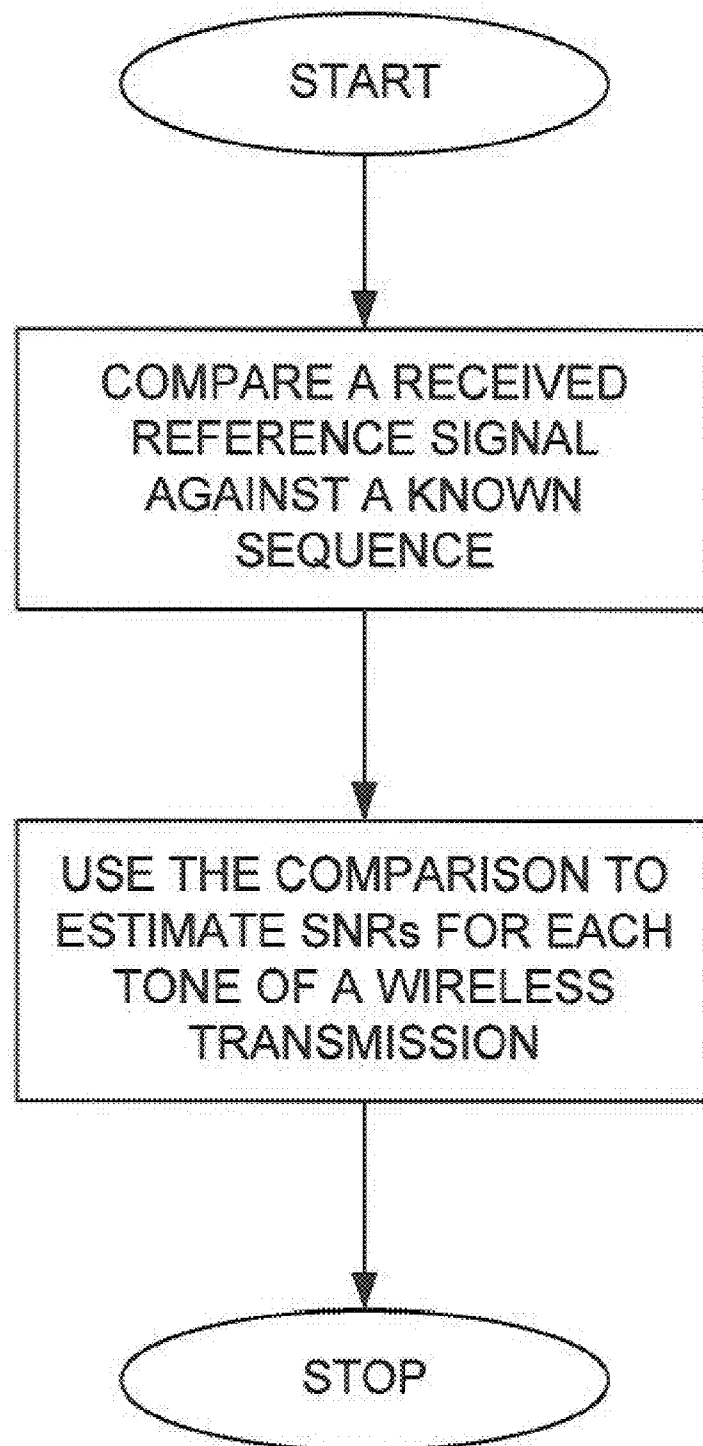 START
COMPARE A RECEIVED
REFERENCE SIGNAL
AGAINST A KNOWN
SEQUENCE
USE THE COMPARISON TO
ESTIMATE SNRs FOR EACH
TONE OF A WIRELESS
TRANSMISSION
STOP